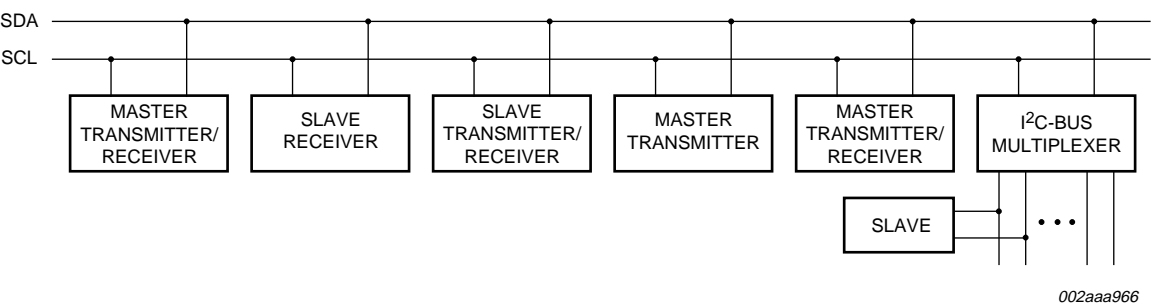 SDA
SCL
MASTER
TRANSMITTER/
RECEIVER
SLAVE
RECEIVER
SLAVE
TRANSMITTER/
RECEIVER
MASTER
TRANSMITTER
MASTER
TRANSMITTER/
RECEIVER
I²C-BUS
MULTIPLEXER
SLAVE
002aaa966